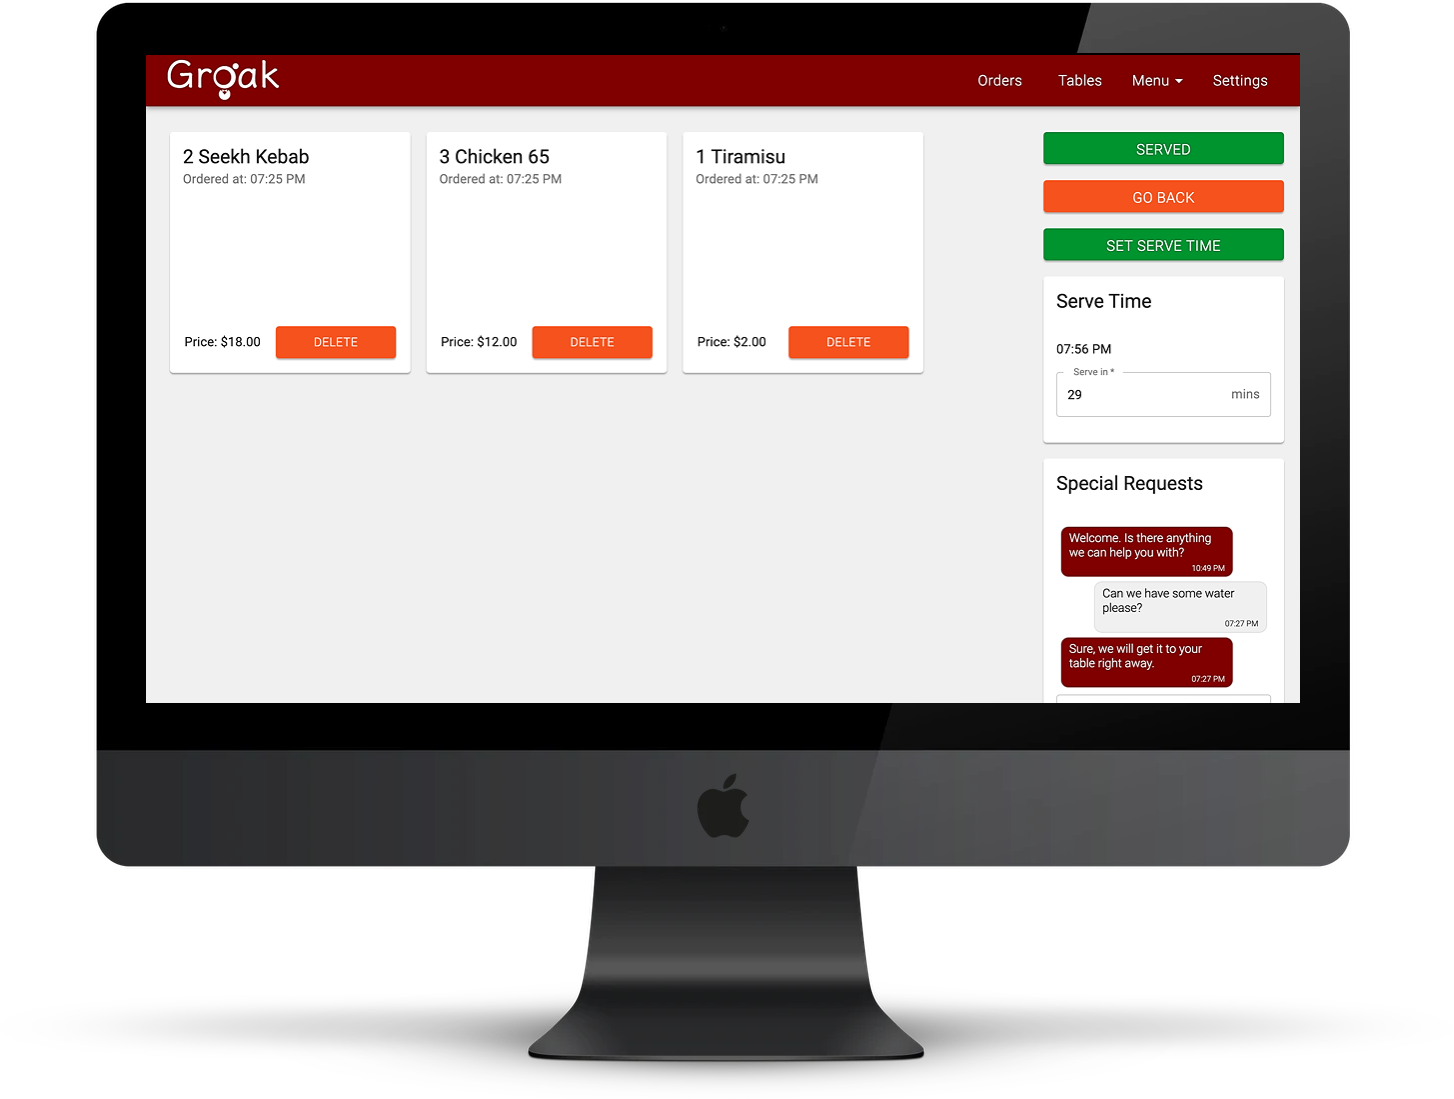 Groak
Orders
Tables
Menu
Settings
2 Seekh Kebab
Ordered at: 07:25 PM
Price: $18.00
DELETE
3 Chicken 65
Ordered at: 07:25 PM
Price: $12.00
DELETE
1 Tiramisu
Ordered at: 07:25 PM
Price: $2.00
DELETE
SERVED
GO BACK
SET SERVE TIME
Serve Time
07:56 PM
Serve in *
29 mins
Special Requests
Welcome. Is there anything
we can help you with?
10:49 PM
Can we have some water
please?
07:27 PM
Sure, we will get it to your
table right away.
07:27 PM